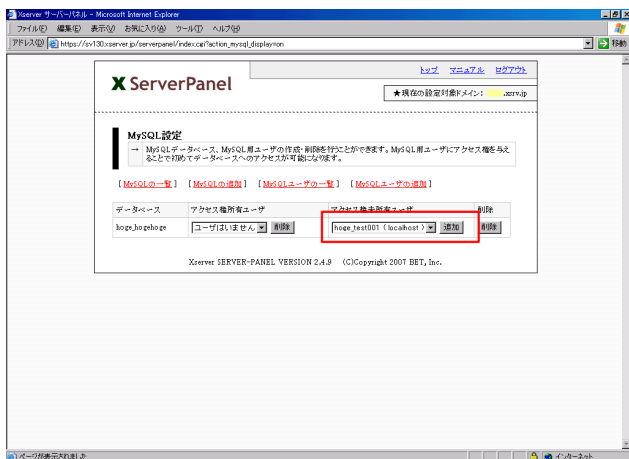 Xserver サーバーパネル - Microsoft Internet Explorer
ファイル(F) 編集(E) 表示(V) お気に入り(A) ツール(T) ヘルプ(H)
アドレス(D) https://sv130.xserver.jp/serverpanel/index.cgi?action_mysql_display=on 移動
X ServerPanel
トップ マニュアル ログアウト
★現在の設定対象ドメイン: .xsrv.jp
MySQL設定
→ MySQLデータベース、MySQL用ユーザの作成・削除を行うことができます。MySQL用ユーザにアクセス権を与え
ることで初めてデータベースへのアクセスが可能になります。
[MySQLの一覧] [MySQLの追加] [MySQLユーザの一覧] [MySQLユーザの追加]
データベース アクセス権所有ユーザ アクセス権未所有ユーザ 削除
hoge_hogehoge ユーザはいません 削除 hoge_test001 (localhost) 追加 削除
Xserver SERVER-PANEL VERSION 2.4.9 (C)Copyright 2007 BET, Inc.
ページが表示されました インターネット